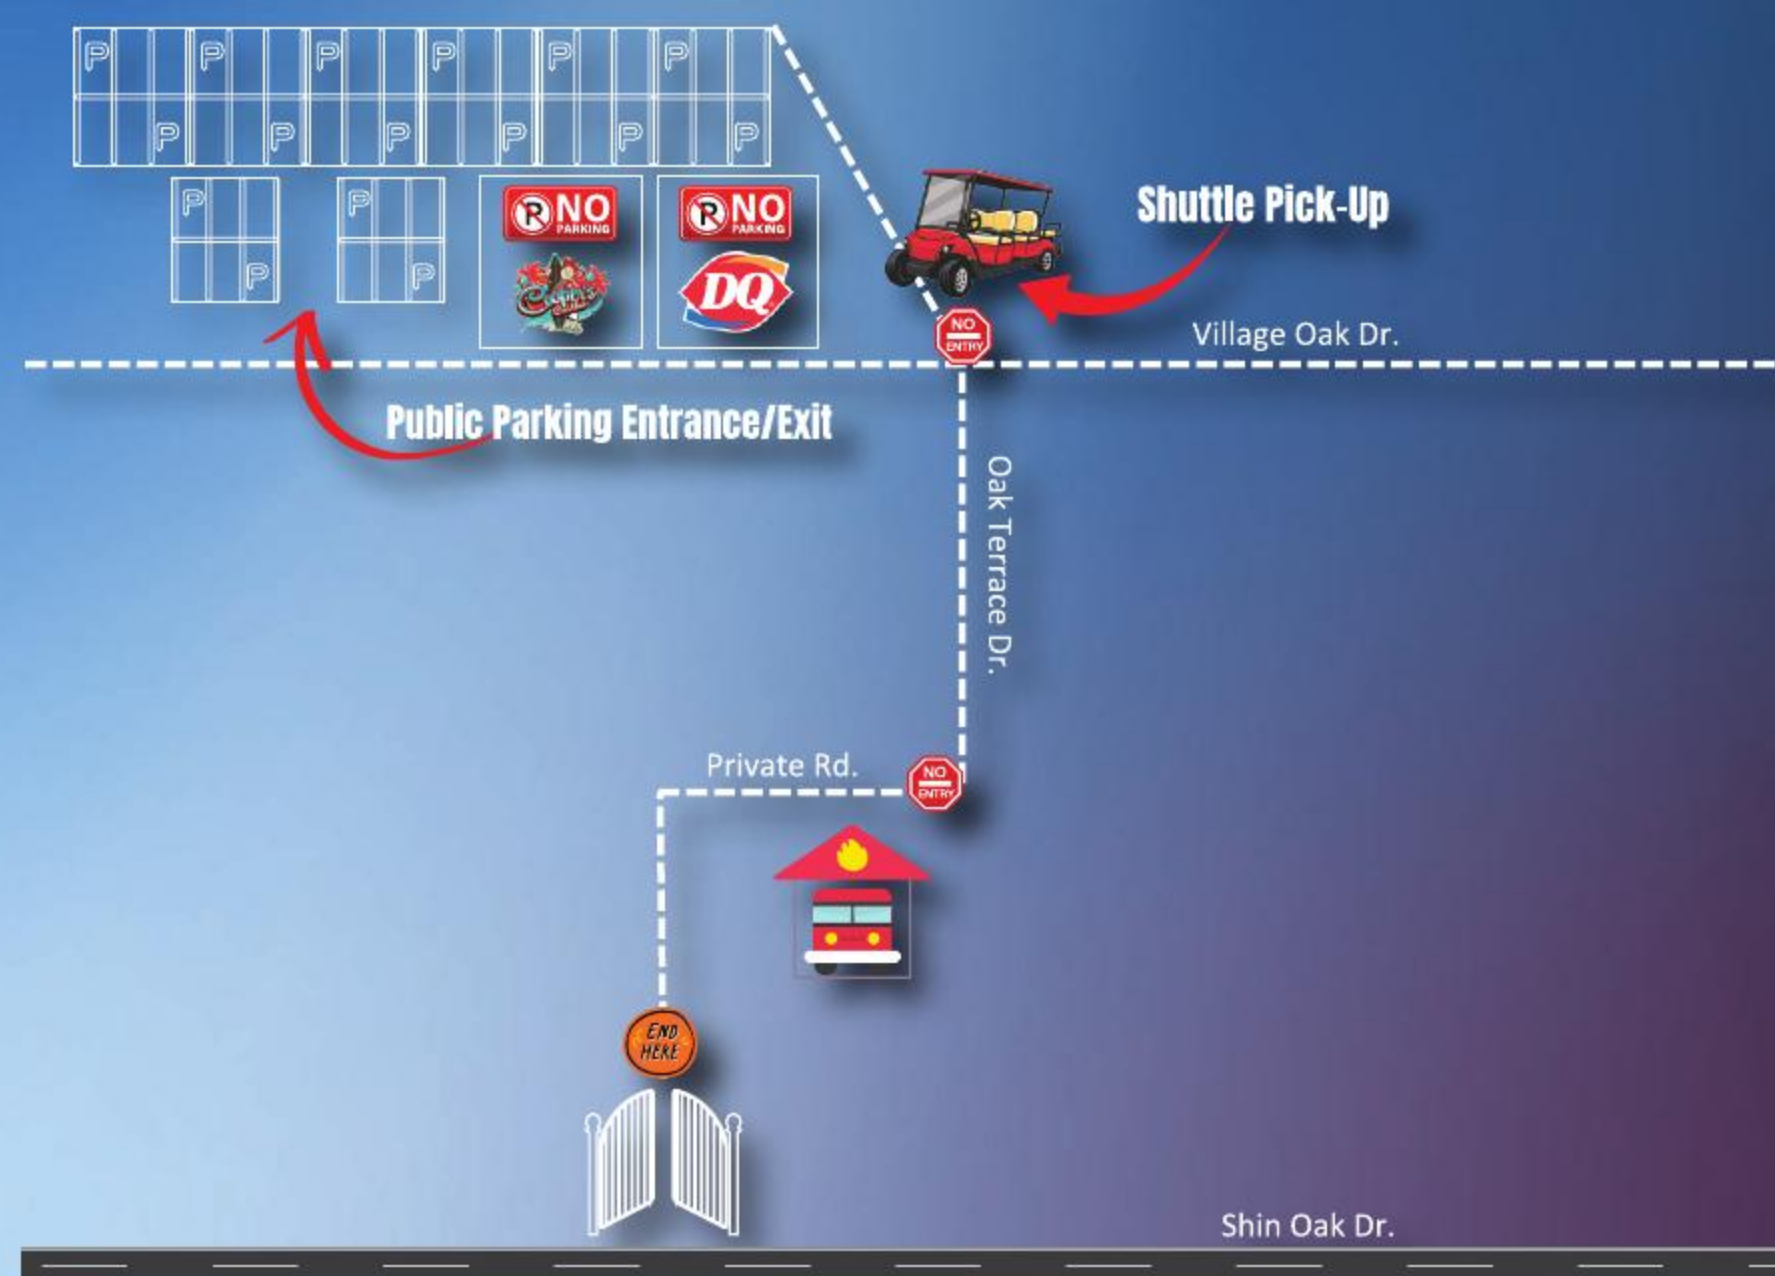 P P P P P P
P P P P P P
P P
P P
P NO PARKING
P NO PARKING
DQ
Shuttle Pick-Up
NO ENTRY
Village Oak Dr.
Public Parking Entrance/Exit
Oak Terrace Dr.
Private Rd.
NO ENTRY
END
HERE
Shin Oak Dr.